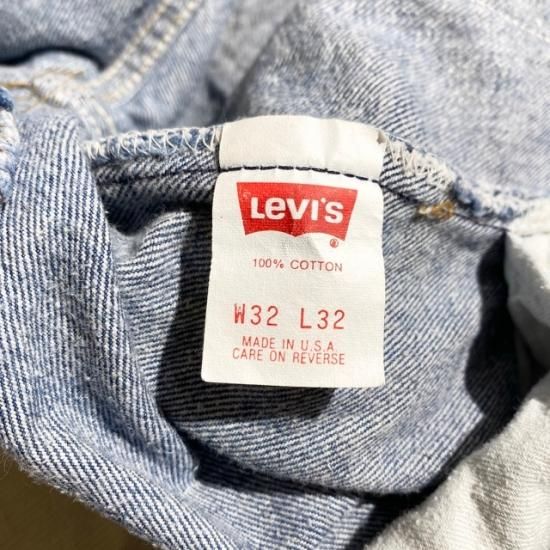 Levi's
®
100% COTTON
W32 L32
MADE IN U.S.A.
CARE ON REVERSE